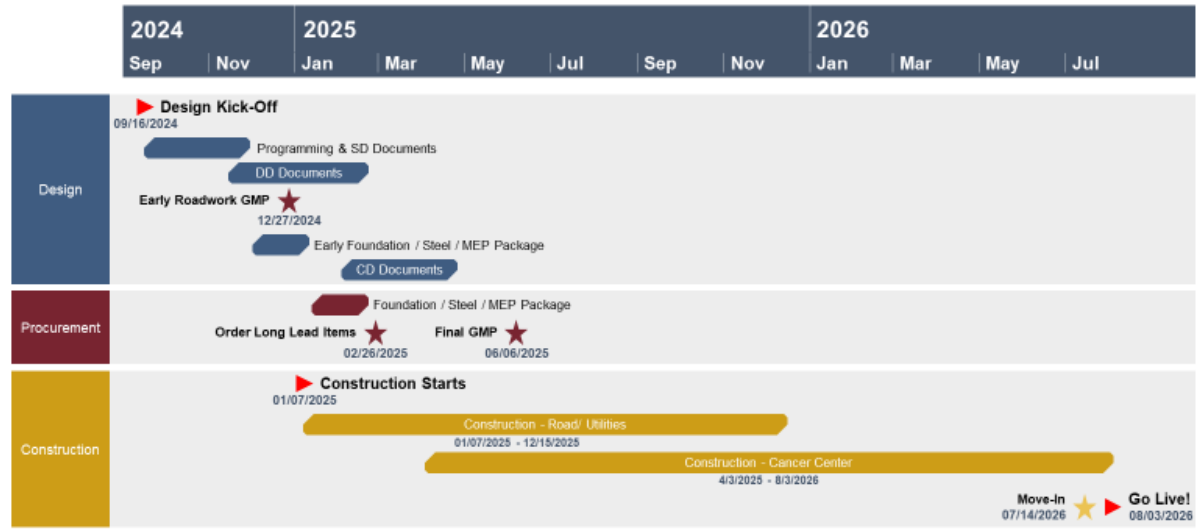 2024 2025 2026
Sep Nov Jan Mar May Jul Sep Nov Jan Mar May Jul
Design
Design Kick-Off
09/16/2024
Programming & SD Documents
DD Documents
Early Roadwork GMP
12/27/2024
Early Foundation / Steel / MEP Package
CD Documents
Procurement
Foundation / Steel / MEP Package
Order Long Lead Items Final GMP
02/26/2025 06/06/2025
Construction
Construction Starts
01/07/2025
Construction - Road/ Utilities
01/07/2025 - 12/15/2025
Construction - Cancer Center
4/3/2025 - 8/3/2026
Move-In Go Live!
07/14/2026 08/03/2026